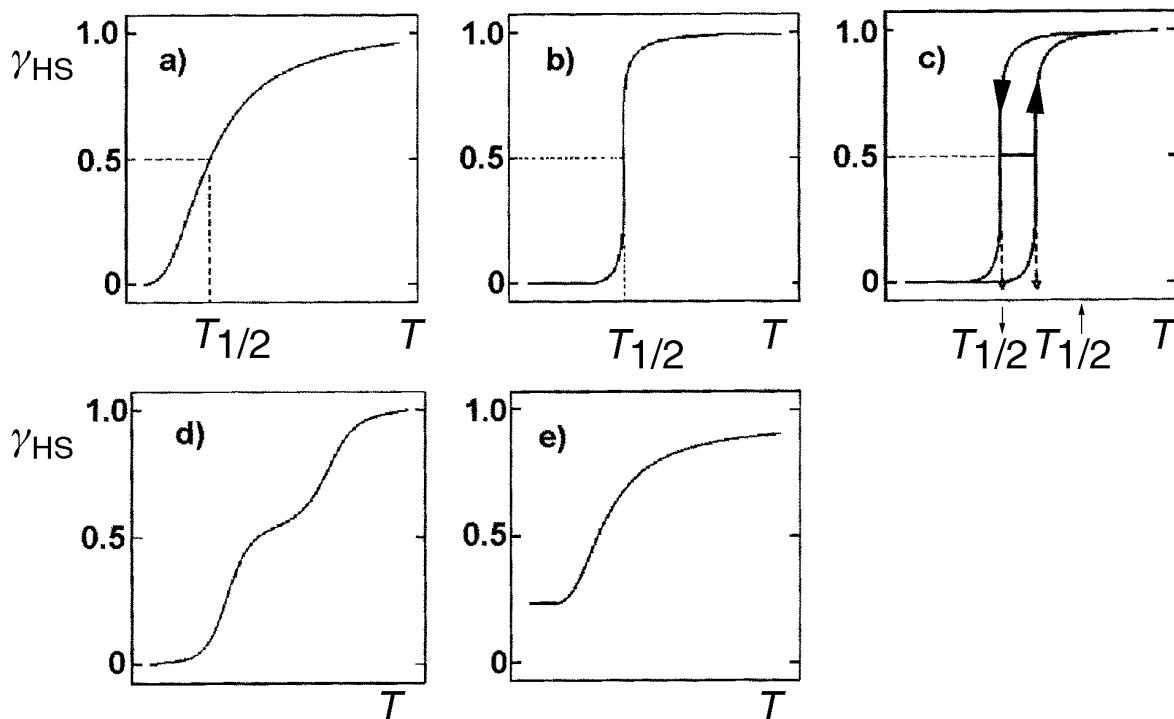 1.0 a) 1.0 b) 1.0 c)
γHS
0.5 0.5 0.5
0 0 0
T1/2 T T1/2 T T1/2↓ T1/2↑ T
1.0 d) 1.0 e)
γHS
0.5 0.5
0 0
T T